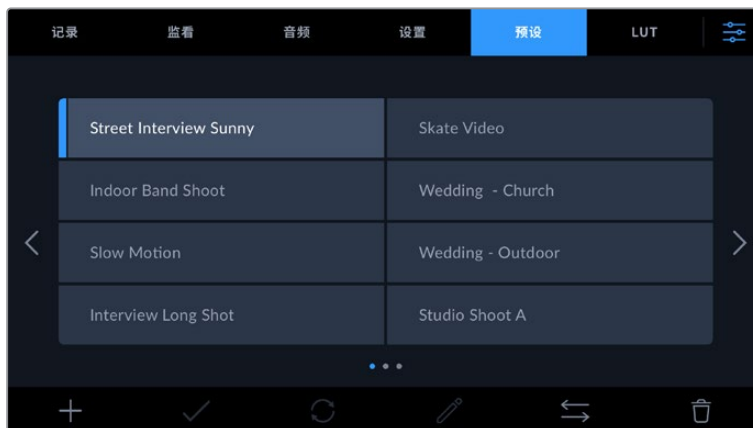 记录 监看 音频 设置 预设 LUT
Street Interview Sunny Skate Video
Indoor Band Shoot Wedding - Church
Slow Motion Wedding - Outdoor
Interview Long Shot Studio Shoot A